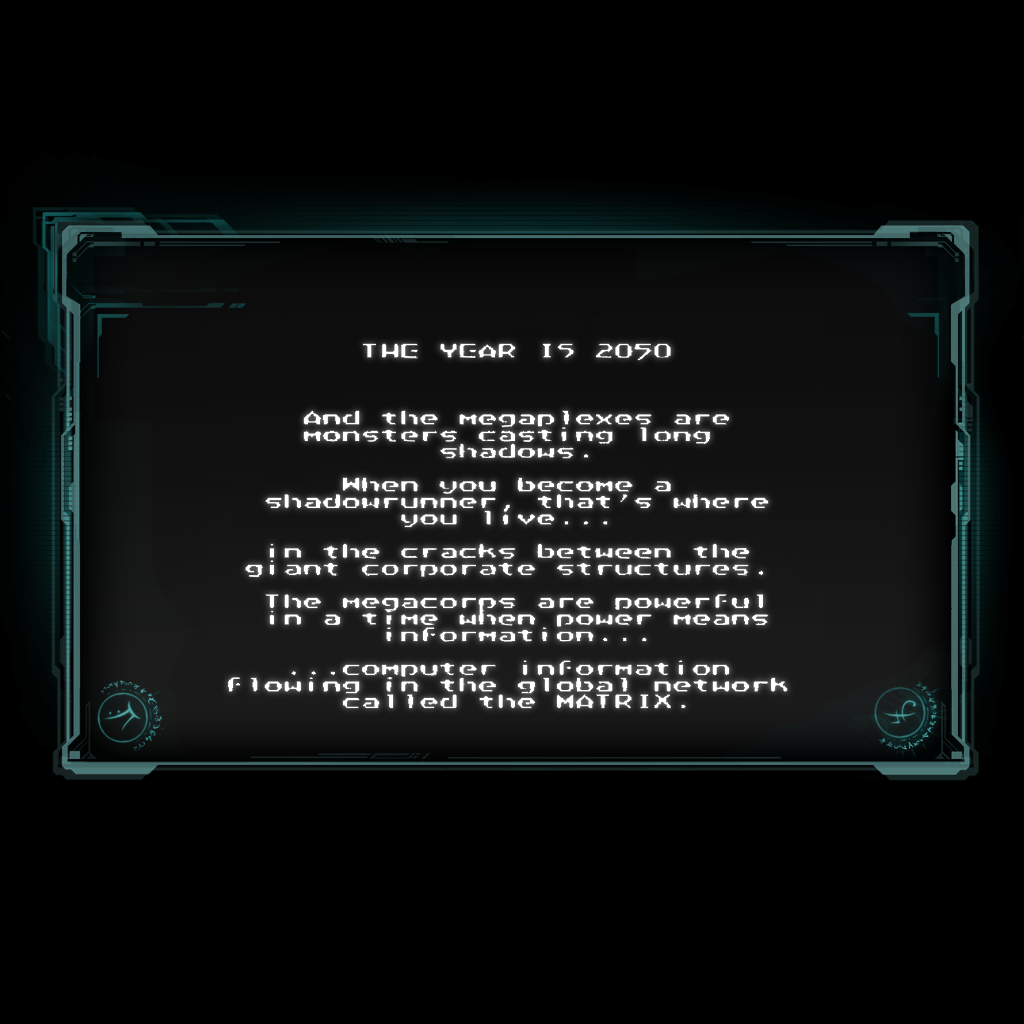 THE YEAR IS 2050
And the megaplexes are
monsters casting long
shadows.
When you become a
shadowrunner, that's where
you live...
in the cracks between the
giant corporate structures.
The megacorps are powerful
in a time when power means
information...
...computer information
flowing in the global network
called the MATRIX.